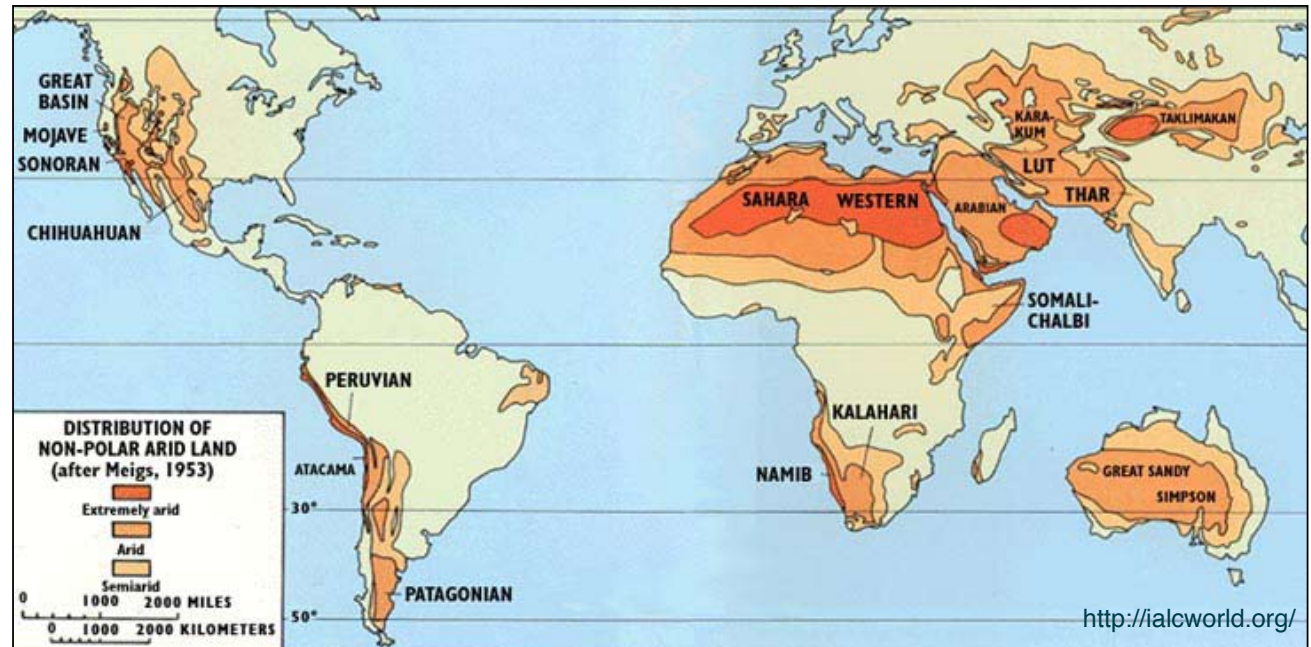 GREAT
BASIN
MOJAVE
SONORAN
CHIHUAHUAN
PERUVIAN
ATACAMA
PATAGONIAN
SAHARA
WESTERN
ARABIAN
KARA-
KUM
TAKLIMAKAN
LUT
THAR
SOMALI-
CHALBI
KALAHARI
NAMIB
GREAT SANDY
SIMPSON
30°
50°
DISTRIBUTION OF
NON-POLAR ARID LAND
(after Meigs, 1953)
Extremely arid
Arid
Semiarid
0 1000 2000 MILES
0 1000 2000 KILOMETERS
http://ialcworld.org/